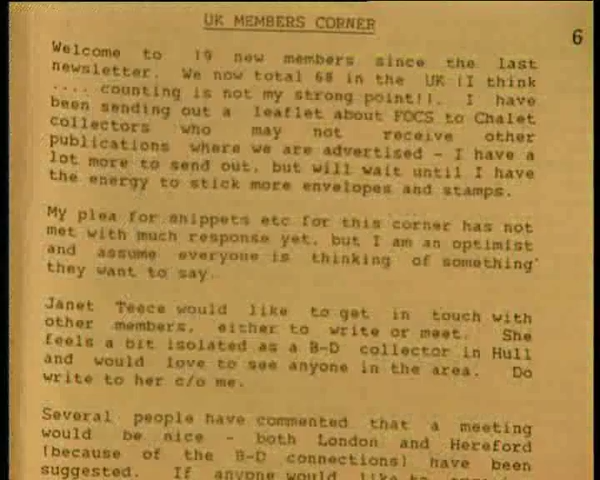 UK MEMBERS CORNER
6
Welcome to 19 new members since the last
newsletter. We now total 68 in the UK (I think
.... counting is not my strong point!). I have
been sending out a leaflet about FOCS to Chalet
collectors who may not receive other
publications where we are advertised - I have a
lot more to send out, but will wait until I have
the energy to stick more envelopes and stamps.
My plea for snippets etc for this corner has not
met with much response yet, but I am an optimist
and assume everyone is thinking of something
they want to say.
Janet Teece would like to get in touch with
other members, either to write or meet. She
feels a bit isolated as a B-D collector in Hull
and would love to see anyone in the area. Do
write to her c/o me.
Several people have commented that a meeting
would be nice - both London and Hereford
(because of the B-D connections) have been
suggested. If anyone would like to